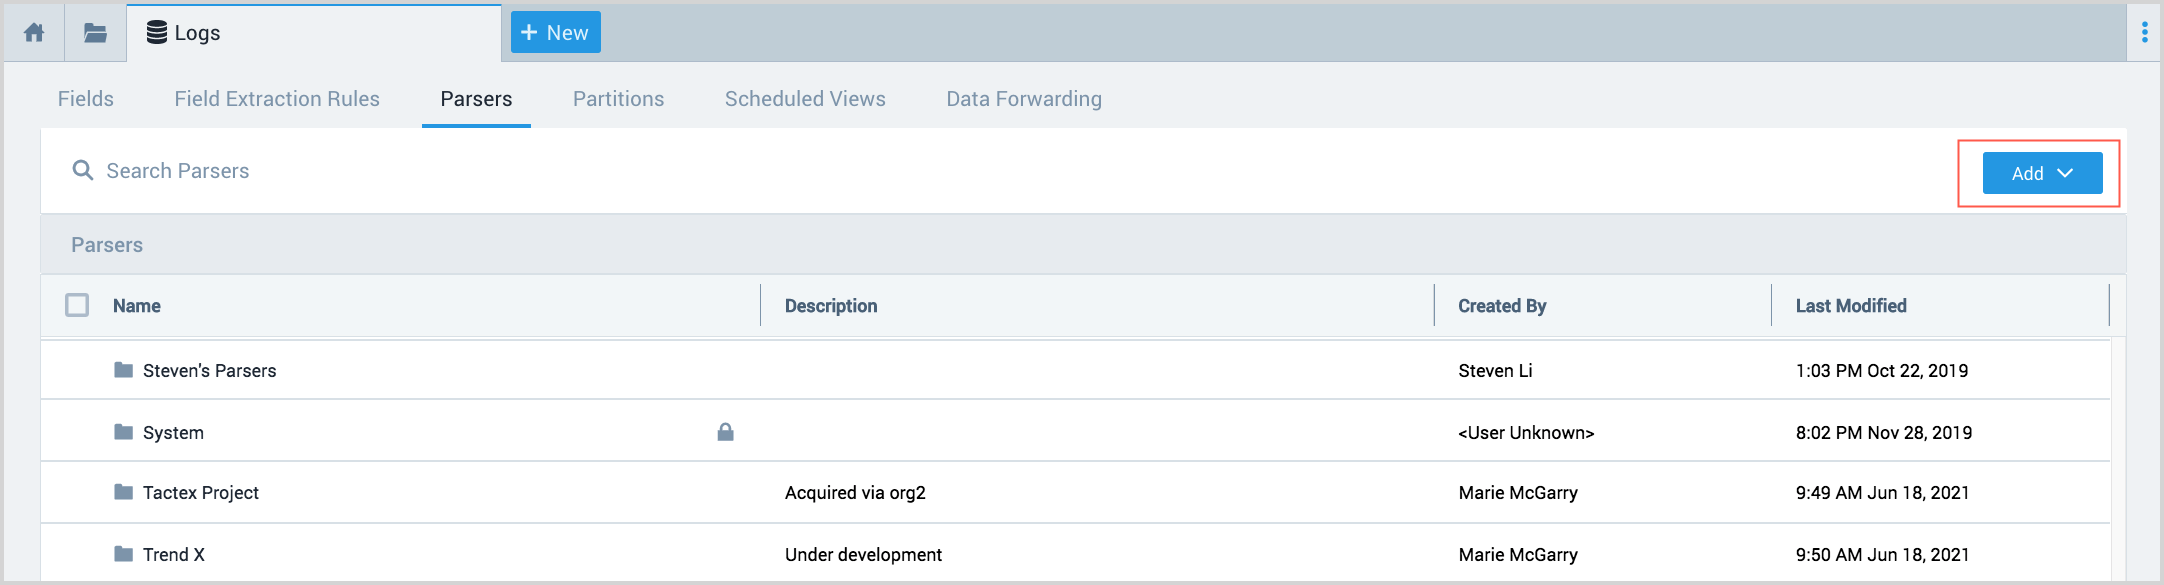 Logs + New
Fields Field Extraction Rules Parsers Partitions Scheduled Views Data Forwarding
Search Parsers Add
Parsers
Name Description Created By Last Modified
Steven's Parsers Steven Li 1:03 PM Oct 22, 2019
System <User Unknown> 8:02 PM Nov 28, 2019
Tactex Project Acquired via org2 Marie McGarry 9:49 AM Jun 18, 2021
Trend X Under development Marie McGarry 9:50 AM Jun 18, 2021